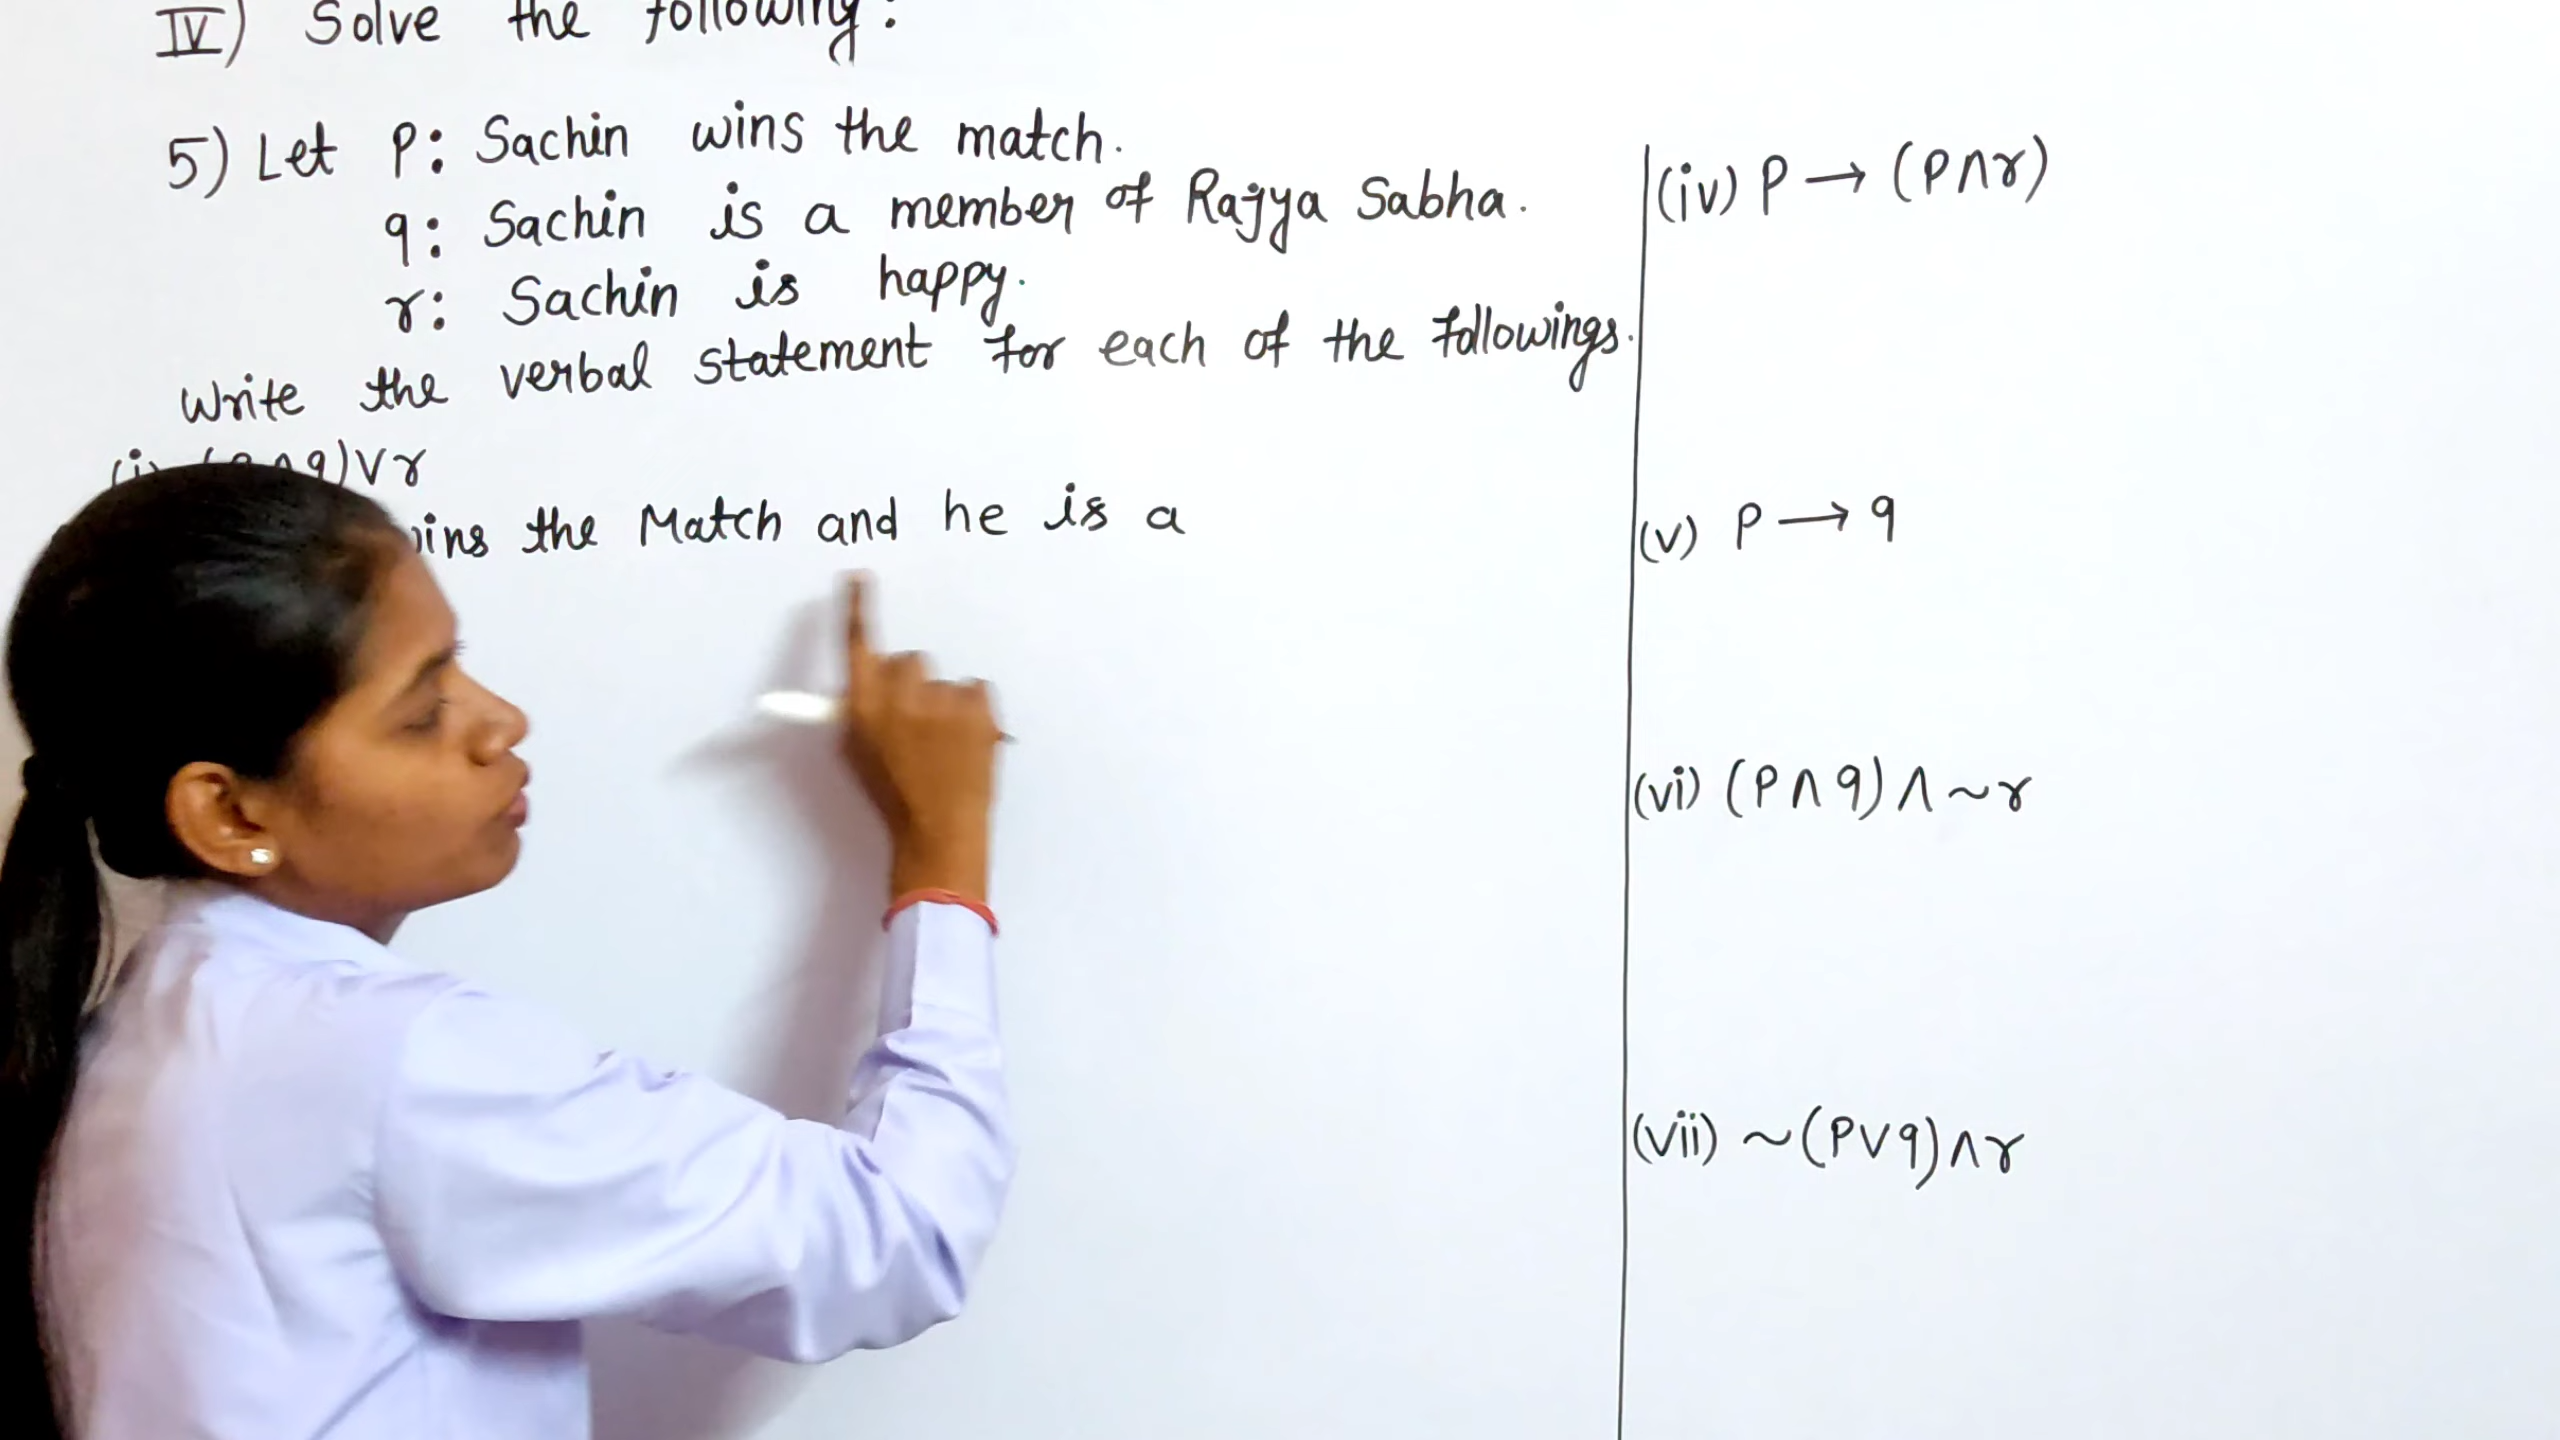 IV) Solve the following:
5) Let p: Sachin wins the match.
q: Sachin is a member of Rajya Sabha.
r: Sachin is happy.
Write the verbal statement for each of the followings.
q)∨r
the Match and he is a
(iv) p → (p∧r)
(v) p → q
(vi) (p∧q)∧~r
(vii) ~(p∨q)∧r